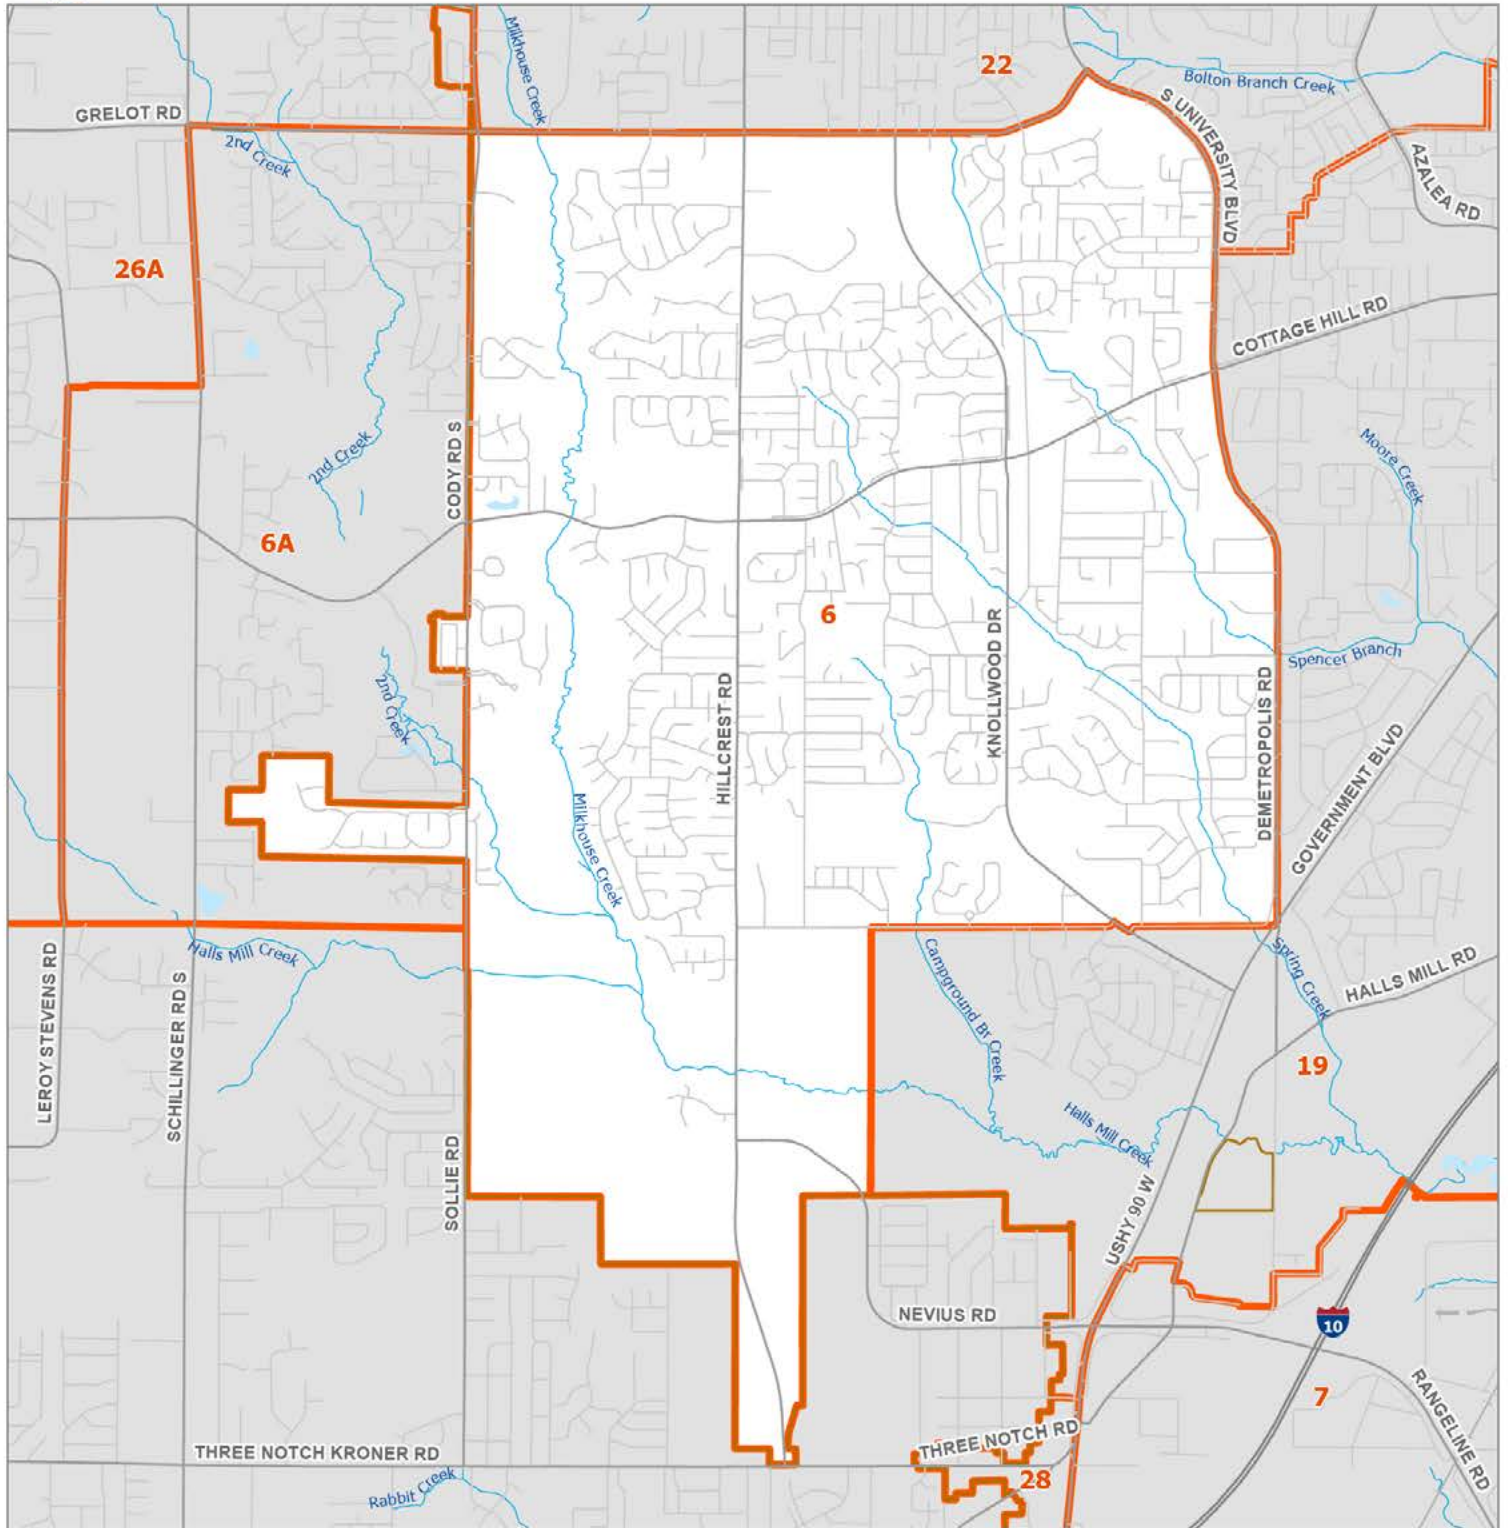 22
Milkhouse Creek
Bolton Branch Creek
GRELOT RD
S UNIVERSITY BLVD
2nd Creek
AZALEA RD
26A
COTTAGE HILL RD
CODY RD S
2nd Creek
Moore Creek
6A
6
KNOLLWOOD DR
Spencer Branch
HILLCREST RD
2nd Creek
DEMETROPOLIS RD
GOVERNMENT BLVD
Milkhouse Creek
Halls Mill Creek
Campground Br Creek
Spring Creek
HALLS MILL RD
LEROY STEVENS RD
SCHILLINGER RD S
19
Halls Mill Creek
SOLLIE RD
USHY 90 W
NEVIUS RD
10
7
RANGELINE RD
THREE NOTCH KRONER RD
THREE NOTCH RD
28
Rabbit Creek